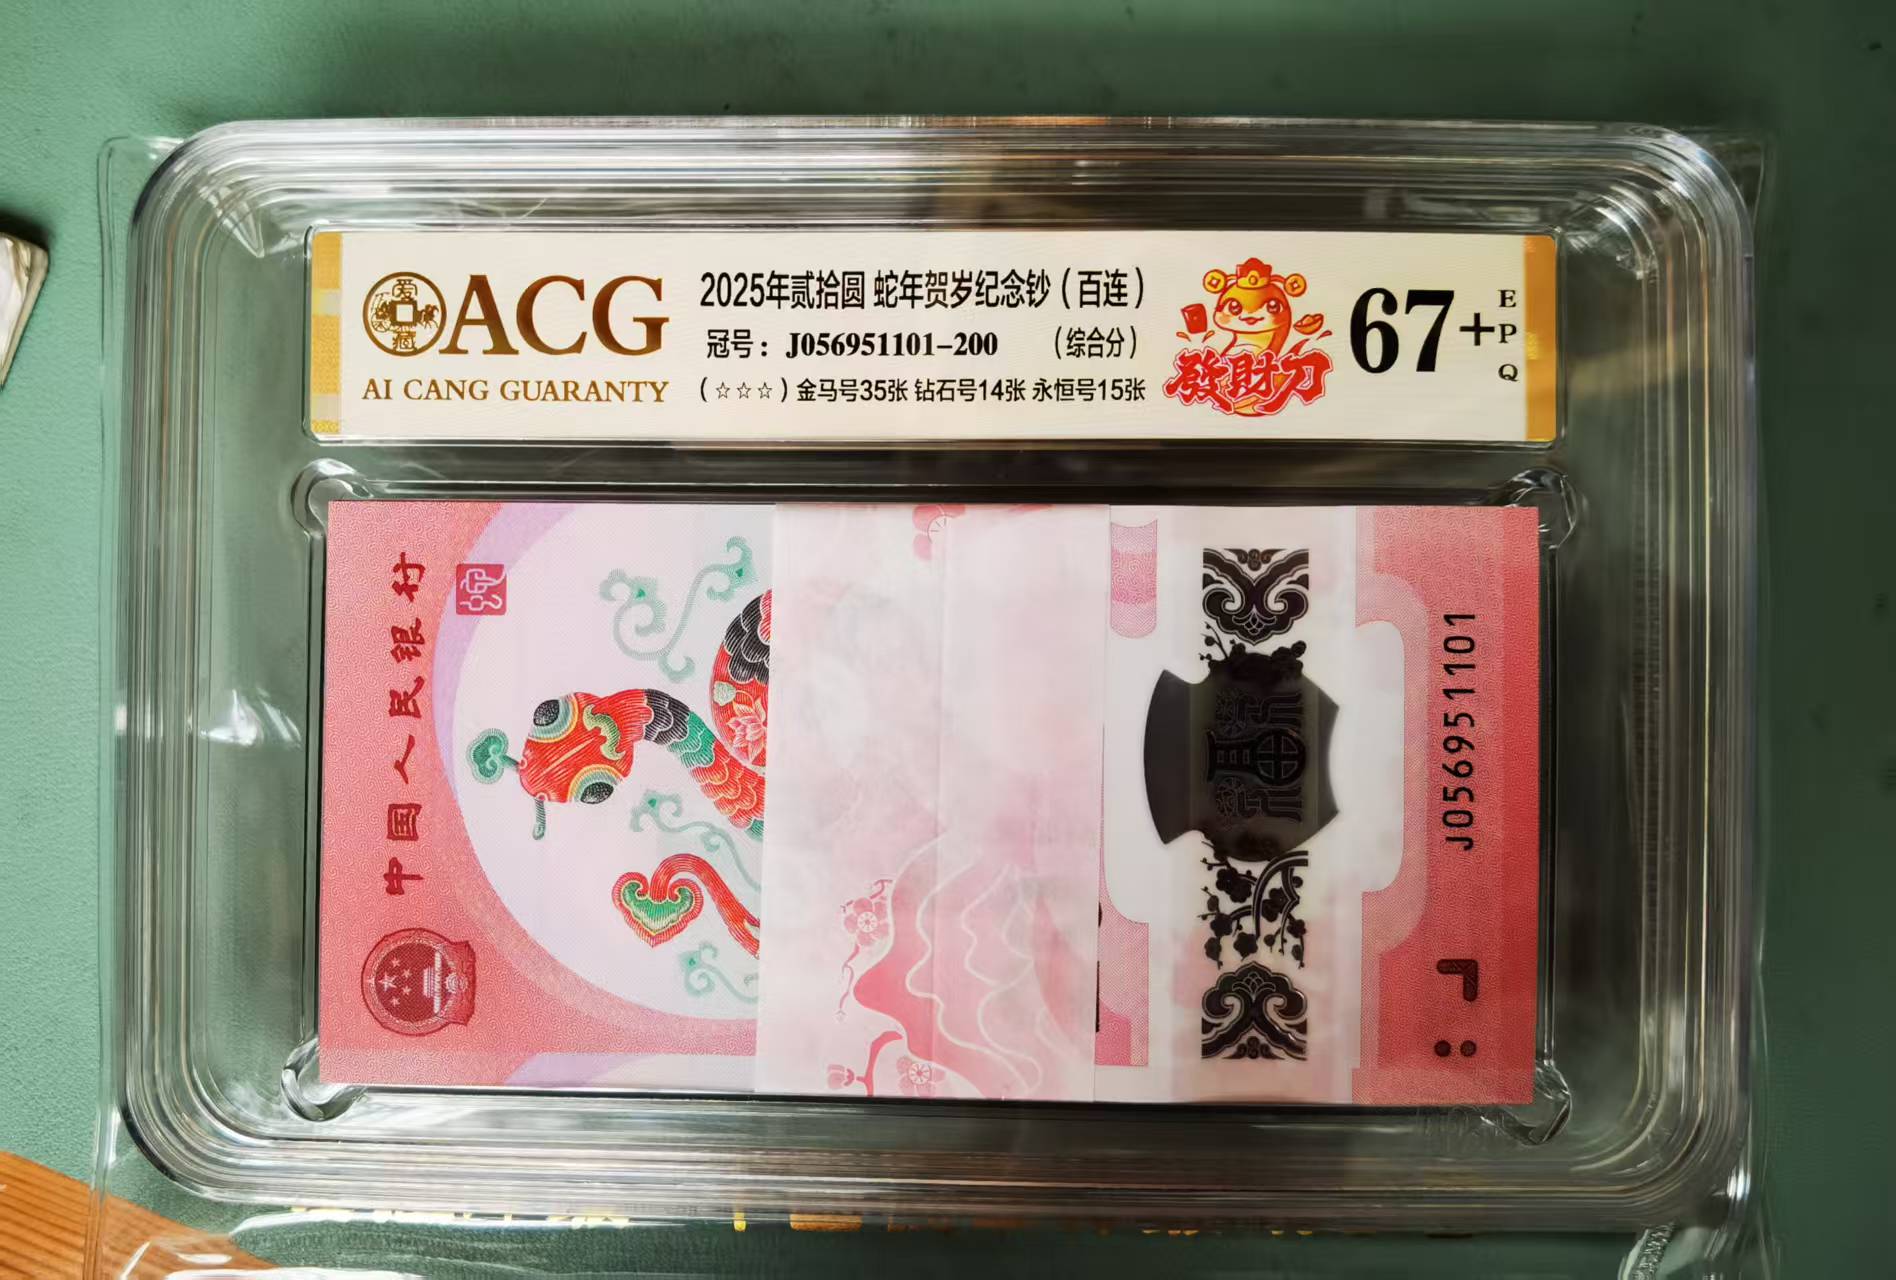 ACG
AI CANG GUARANTY
2025年贰拾圆 蛇年贺岁纪念钞（百连）
冠号：J056951101-200 （综合分）
（☆☆☆）金马号35张 钻石号14张 永恒号15张
發財刀
67+
EPQ
中国人民银行
J056951101